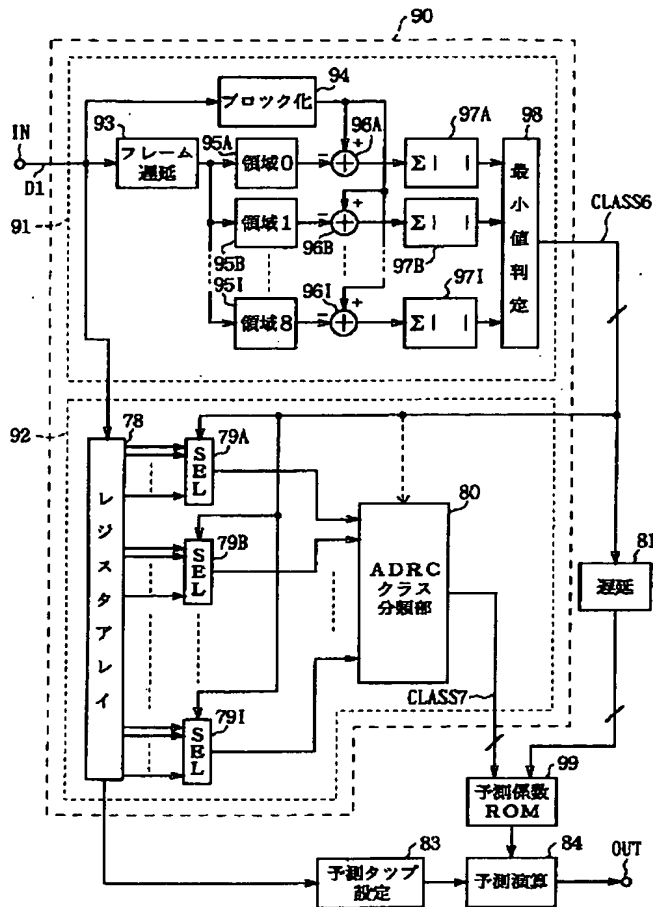 90
94
ブロック化
IN
D1
93
フレーム
遅延
95A
領域0
−
+
96A
97A
Σ| |
98
最小値判定
CLASS6
91
領域1
95B
−
+
96B
Σ| |
97B
95I
領域8
−
96I
+
97I
Σ| |
92
78
レジスタアレイ
79A
SEL
79B
SEL
79I
SEL
80
ADRC
クラス
分類部
81
遅延
CLASS7
99
予測係数
ROM
83
予測タップ
設定
84
予測演算
OUT